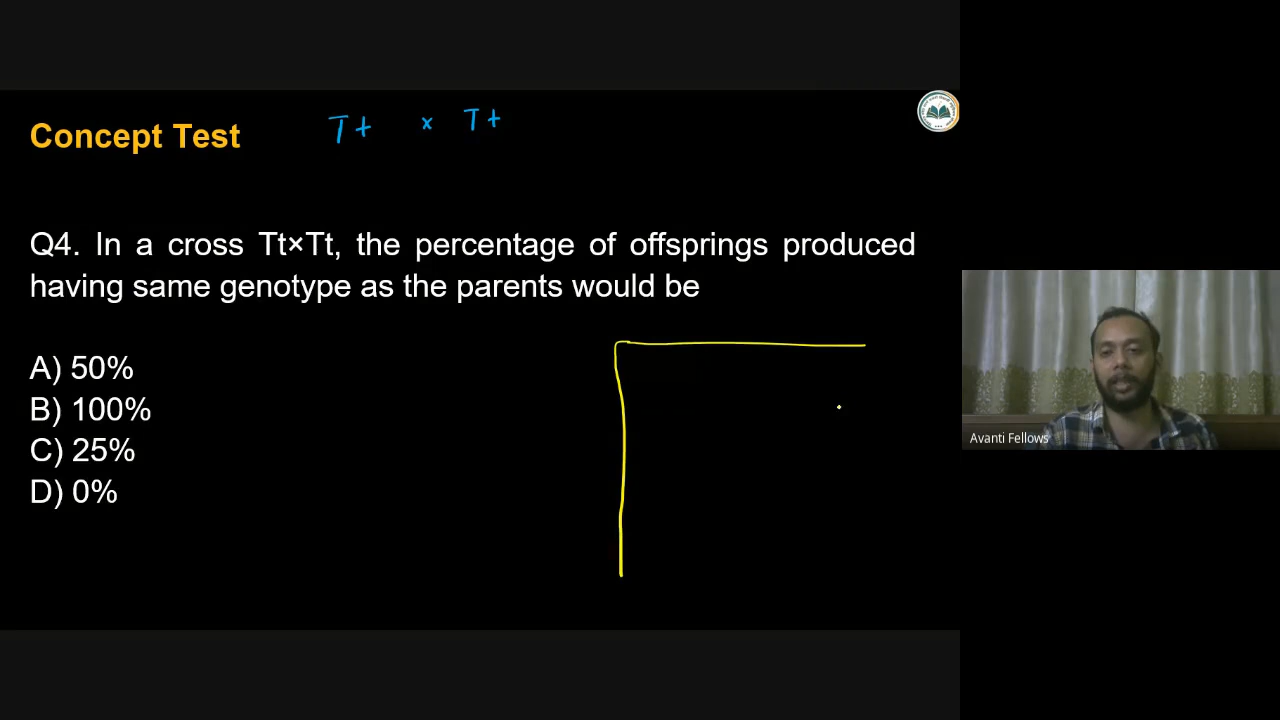 Concept Test
Tt × Tt
Q4. In a cross Tt×Tt, the percentage of offsprings produced
having same genotype as the parents would be
A) 50%
B) 100%
C) 25%
D) 0%
Avanti Fellows